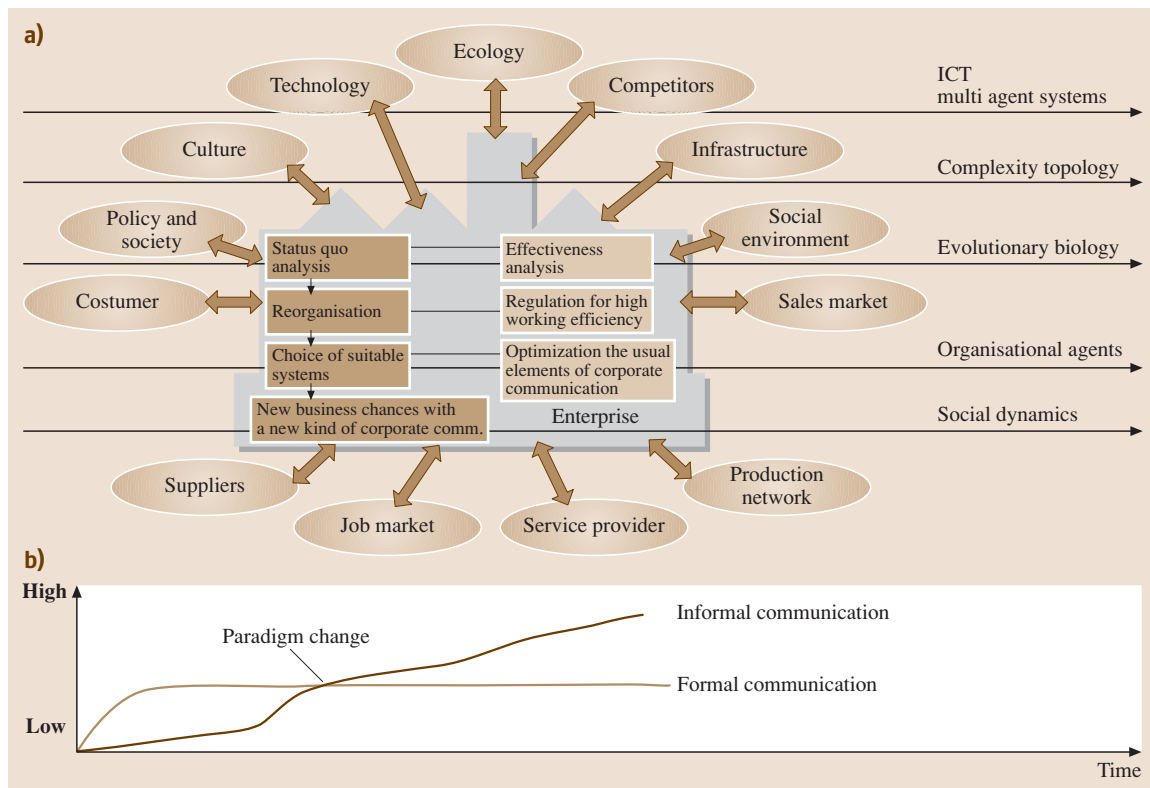 a)
Ecology
Technology
Competitors
ICT
multi agent systems
Culture
Infrastructure
Complexity topology
Policy and
society
Social
environment
Status quo
analysis
Effectiveness
analysis
Evolutionary biology
Costumer
Reorganisation
Regulation for high
working efficiency
Sales market
Choice of suitable
systems
Optimization the usual
elements of corporate
communication
Organisational agents
New business chances with
a new kind of corporate comm.
Enterprise
Social dynamics
Suppliers
Job market
Service provider
Production
network
b)
High
Informal communication
Paradigm change
Formal communication
Low
Time